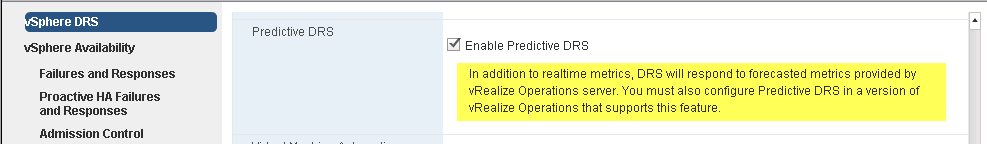 vSphere DRS
vSphere Availability
Failures and Responses
Proactive HA Failures
and Responses
Admission Control
Predictive DRS
Enable Predictive DRS
In addition to realtime metrics, DRS will respond to forecasted metrics provided by
vRealize Operations server. You must also configure Predictive DRS in a version of
vRealize Operations that supports this feature.